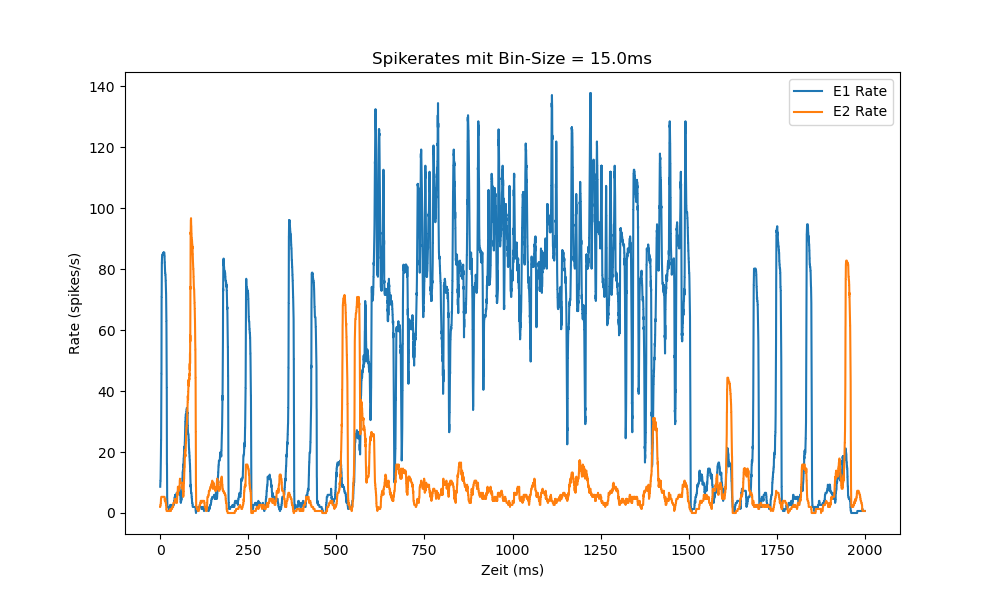 Spikerates mit Bin-Size = 15.0ms
E1 Rate
E2 Rate
Rate (spikes/s)
140
120
100
80
60
40
20
0
0 250 500 750 1000 1250 1500 1750 2000
Zeit (ms)